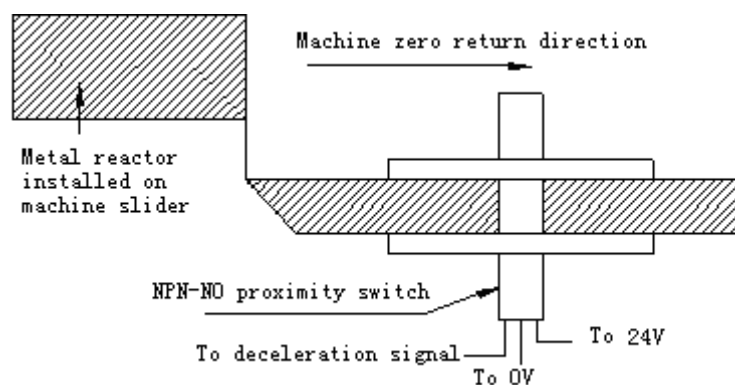 Machine zero return direction
Metal reactor
installed on
machine slider
NPN-NO proximity switch
To deceleration signal
To 0V
To 24V